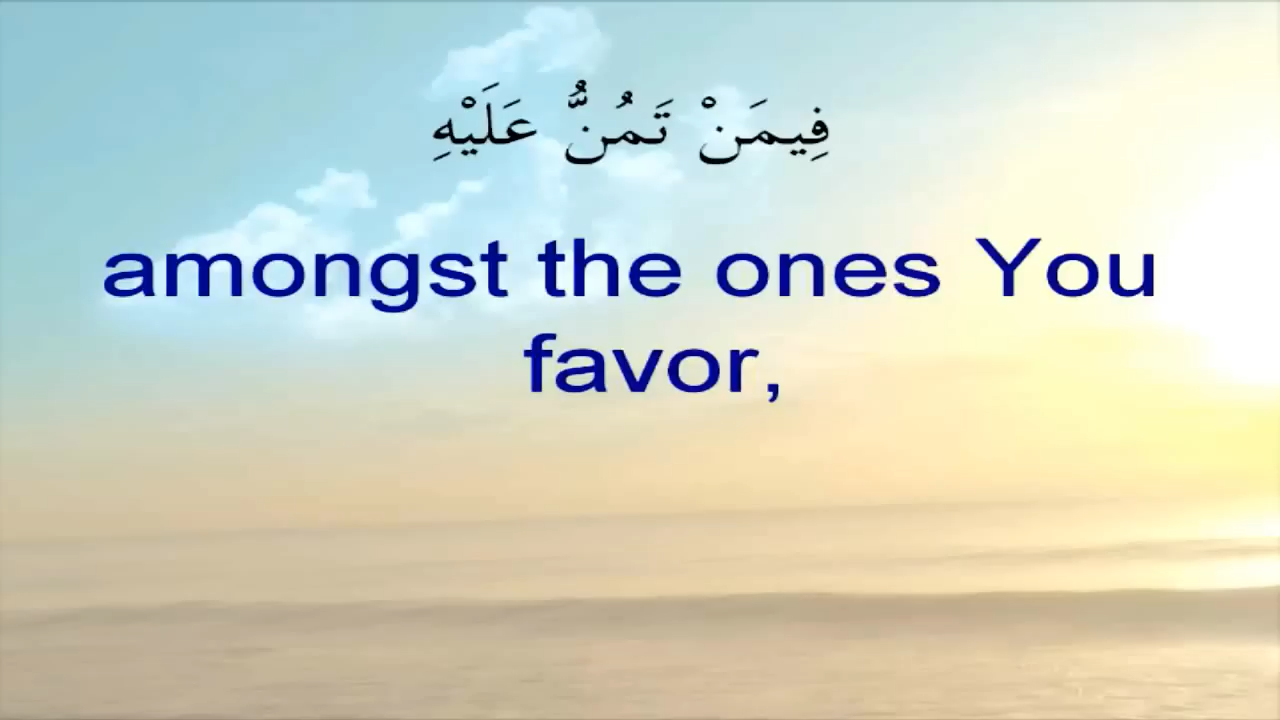 فِيمَنْ تَمُنُّ عَلَيْهِ
amongst the ones You
favor,